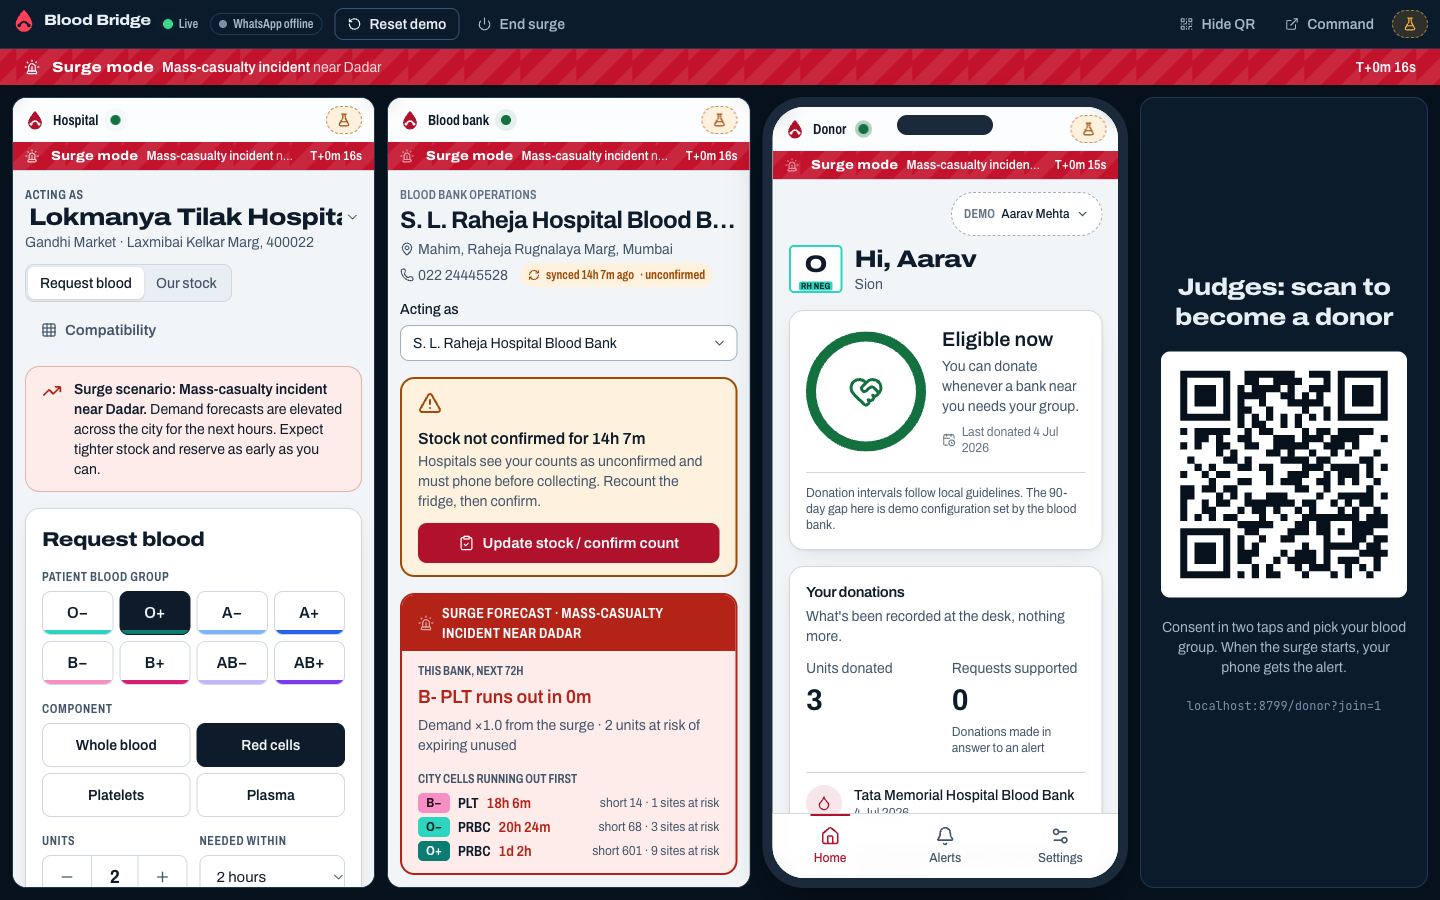 Blood Bridge
Live
WhatsApp offline
Reset demo
End surge
Hide QR
Command
Surge mode Mass-casualty incident near Dadar
T+0m 16s
Hospital
Surge mode Mass-casualty incident n...
T+0m 16s
ACTING AS
Lokmanya Tilak Hospita
Gandhi Market · Laxmibai Kelkar Marg, 400022
Request blood
Our stock
Compatibility
Surge scenario: Mass-casualty incident
near Dadar. Demand forecasts are elevated
across the city for the next hours. Expect
tighter stock and reserve as early as you
can.
Request blood
PATIENT BLOOD GROUP
O−
O+
A−
A+
B−
B+
AB−
AB+
COMPONENT
Whole blood
Red cells
Platelets
Plasma
UNITS
NEEDED WITHIN
− 2 +
2 hours
Blood bank
Surge mode Mass-casualty incident n...
T+0m 16s
BLOOD BANK OPERATIONS
S. L. Raheja Hospital Blood B...
Mahim, Raheja Rugnalaya Marg, Mumbai
022 24445528
synced 14h 7m ago · unconfirmed
Acting as
S. L. Raheja Hospital Blood Bank
Stock not confirmed for 14h 7m
Hospitals see your counts as unconfirmed and
must phone before collecting. Recount the
fridge, then confirm.
Update stock / confirm count
SURGE FORECAST · MASS-CASUALTY
INCIDENT NEAR DADAR
THIS BANK, NEXT 72H
B- PLT runs out in 0m
Demand ×1.0 from the surge · 2 units at risk of
expiring unused
CITY CELLS RUNNING OUT FIRST
B− PLT 18h 6m short 14 · 1 sites at risk
O− PRBC 20h 24m short 68 · 3 sites at risk
O+ PRBC 1d 2h short 601 · 9 sites at risk
Donor
Surge mode Mass-casualty inciden...
T+0m 15s
DEMO Aarav Mehta
O
RH NEG
Hi, Aarav
Sion
Eligible now
You can donate
whenever a bank near
you needs your group.
Last donated 4 Jul
2026
Donation intervals follow local guidelines. The 90-
day gap here is demo configuration set by the blood
bank.
Your donations
What's been recorded at the desk, nothing
more.
Units donated
3
Requests supported
0
Donations made in
answer to an alert
Tata Memorial Hospital Blood Bank
4 Jul 2026
Home
Alerts
Settings
Judges: scan to
become a donor
Consent in two taps and pick your blood
group. When the surge starts, your
phone gets the alert.
localhost:8799/donor?join=1